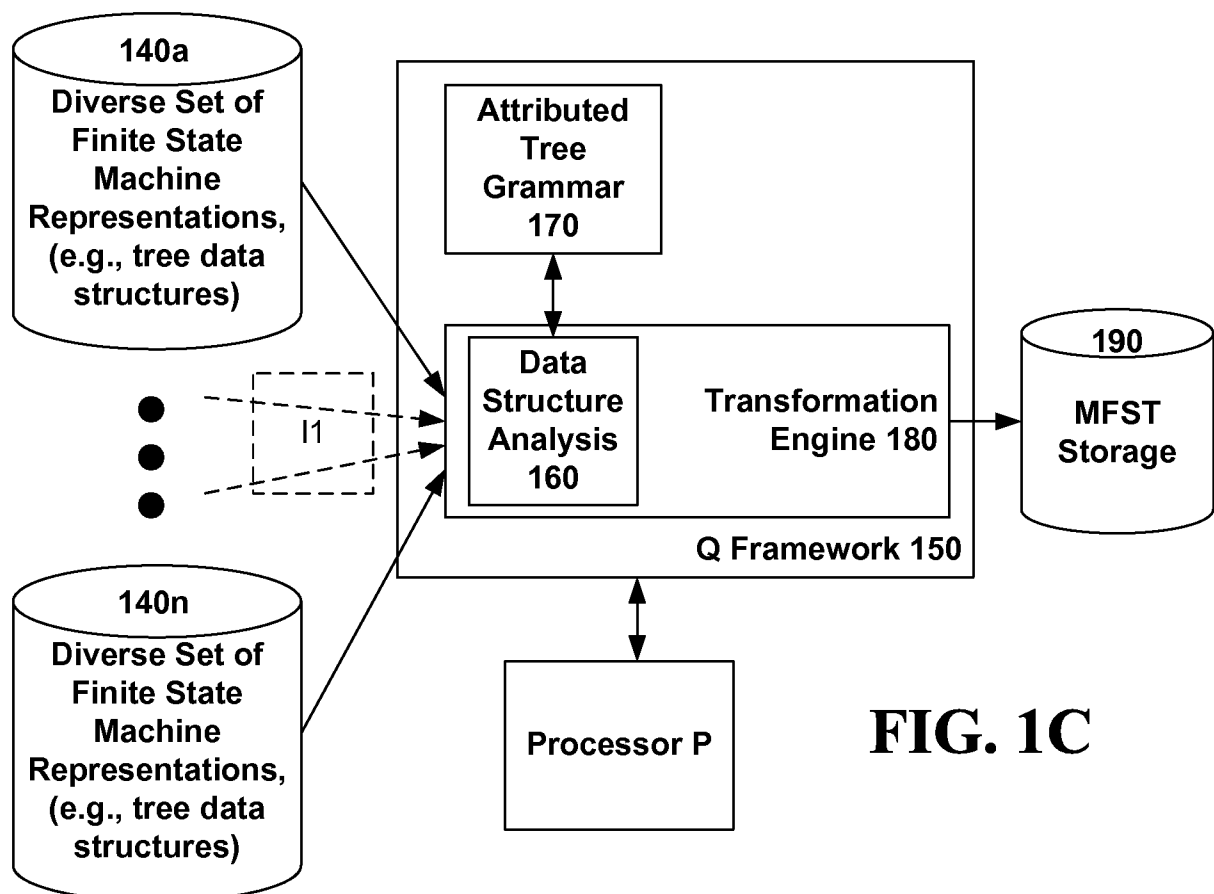 140a
Diverse Set of
Finite State
Machine
Representations,
(e.g., tree data
structures)
I1
140n
Diverse Set of
Finite State
Machine
Representations,
(e.g., tree data
structures)
Attributed
Tree
Grammar
170
Data
Structure
Analysis
160
Transformation
Engine 180
Q Framework 150
Processor P
190
MFST
Storage
FIG. 1C